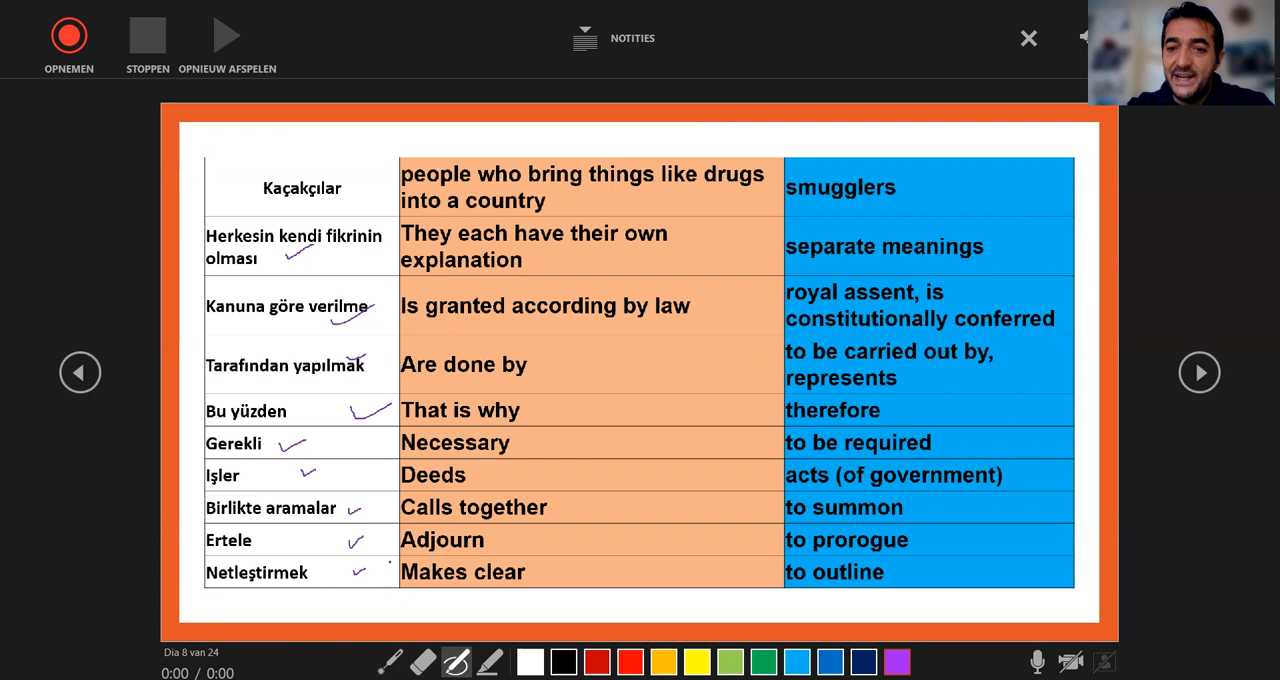 OPNEMEN
STOPPEN
OPNIEUW AFSPELEN
NOTITIES
Kaçakçılar
people who bring things like drugs
into a country
smugglers
Herkesin kendi fikrinin
olması
They each have their own
explanation
separate meanings
Kanuna göre verilme
Is granted according by law
royal assent, is
constitutionally conferred
Tarafından yapılmak
Are done by
to be carried out by,
represents
Bu yüzden
That is why
therefore
Gerekli
Necessary
to be required
Işler
Deeds
acts (of government)
Birlikte aramalar
Calls together
to summon
Ertele
Adjourn
to prorogue
Netleştirmek
Makes clear
to outline
Dia 8 van 24
0:00 / 0:00